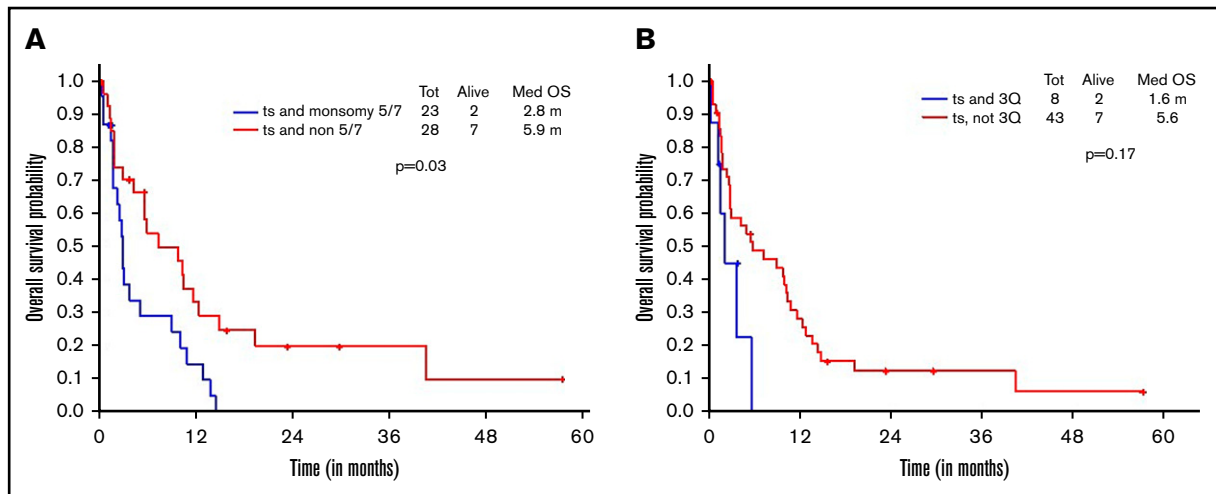 A
Overall survival probability
1.0
0.9
0.8
0.7
0.6
0.5
0.4
0.3
0.2
0.1
0.0
Tot Alive Med OS
ts and monsomy 5/7 23 2 2.8 m
ts and non 5/7 28 7 5.9 m
p=0.03
0 12 24 36 48 60
Time (in months)
B
Overall survival probability
1.0
0.9
0.8
0.7
0.6
0.5
0.4
0.3
0.2
0.1
0.0
Tot Alive Med OS
ts and 3Q 8 2 1.6 m
ts, not 3Q 43 7 5.6
p=0.17
0 12 24 36 48 60
Time (in months)